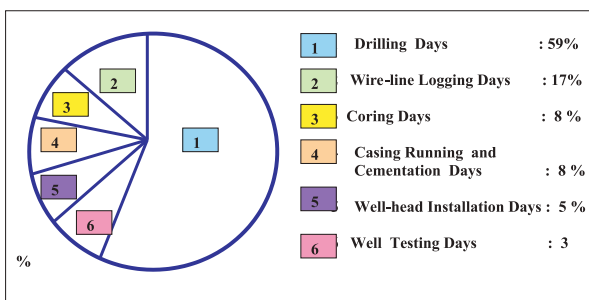 1 Drilling Days : 59%
2 Wire-line Logging Days : 17%
3 Coring Days : 8 %
4 Casing Running and
Cementation Days : 8 %
5 Well-head Installation Days : 5 %
6 Well Testing Days : 3
%
1
2
3
4
5
6